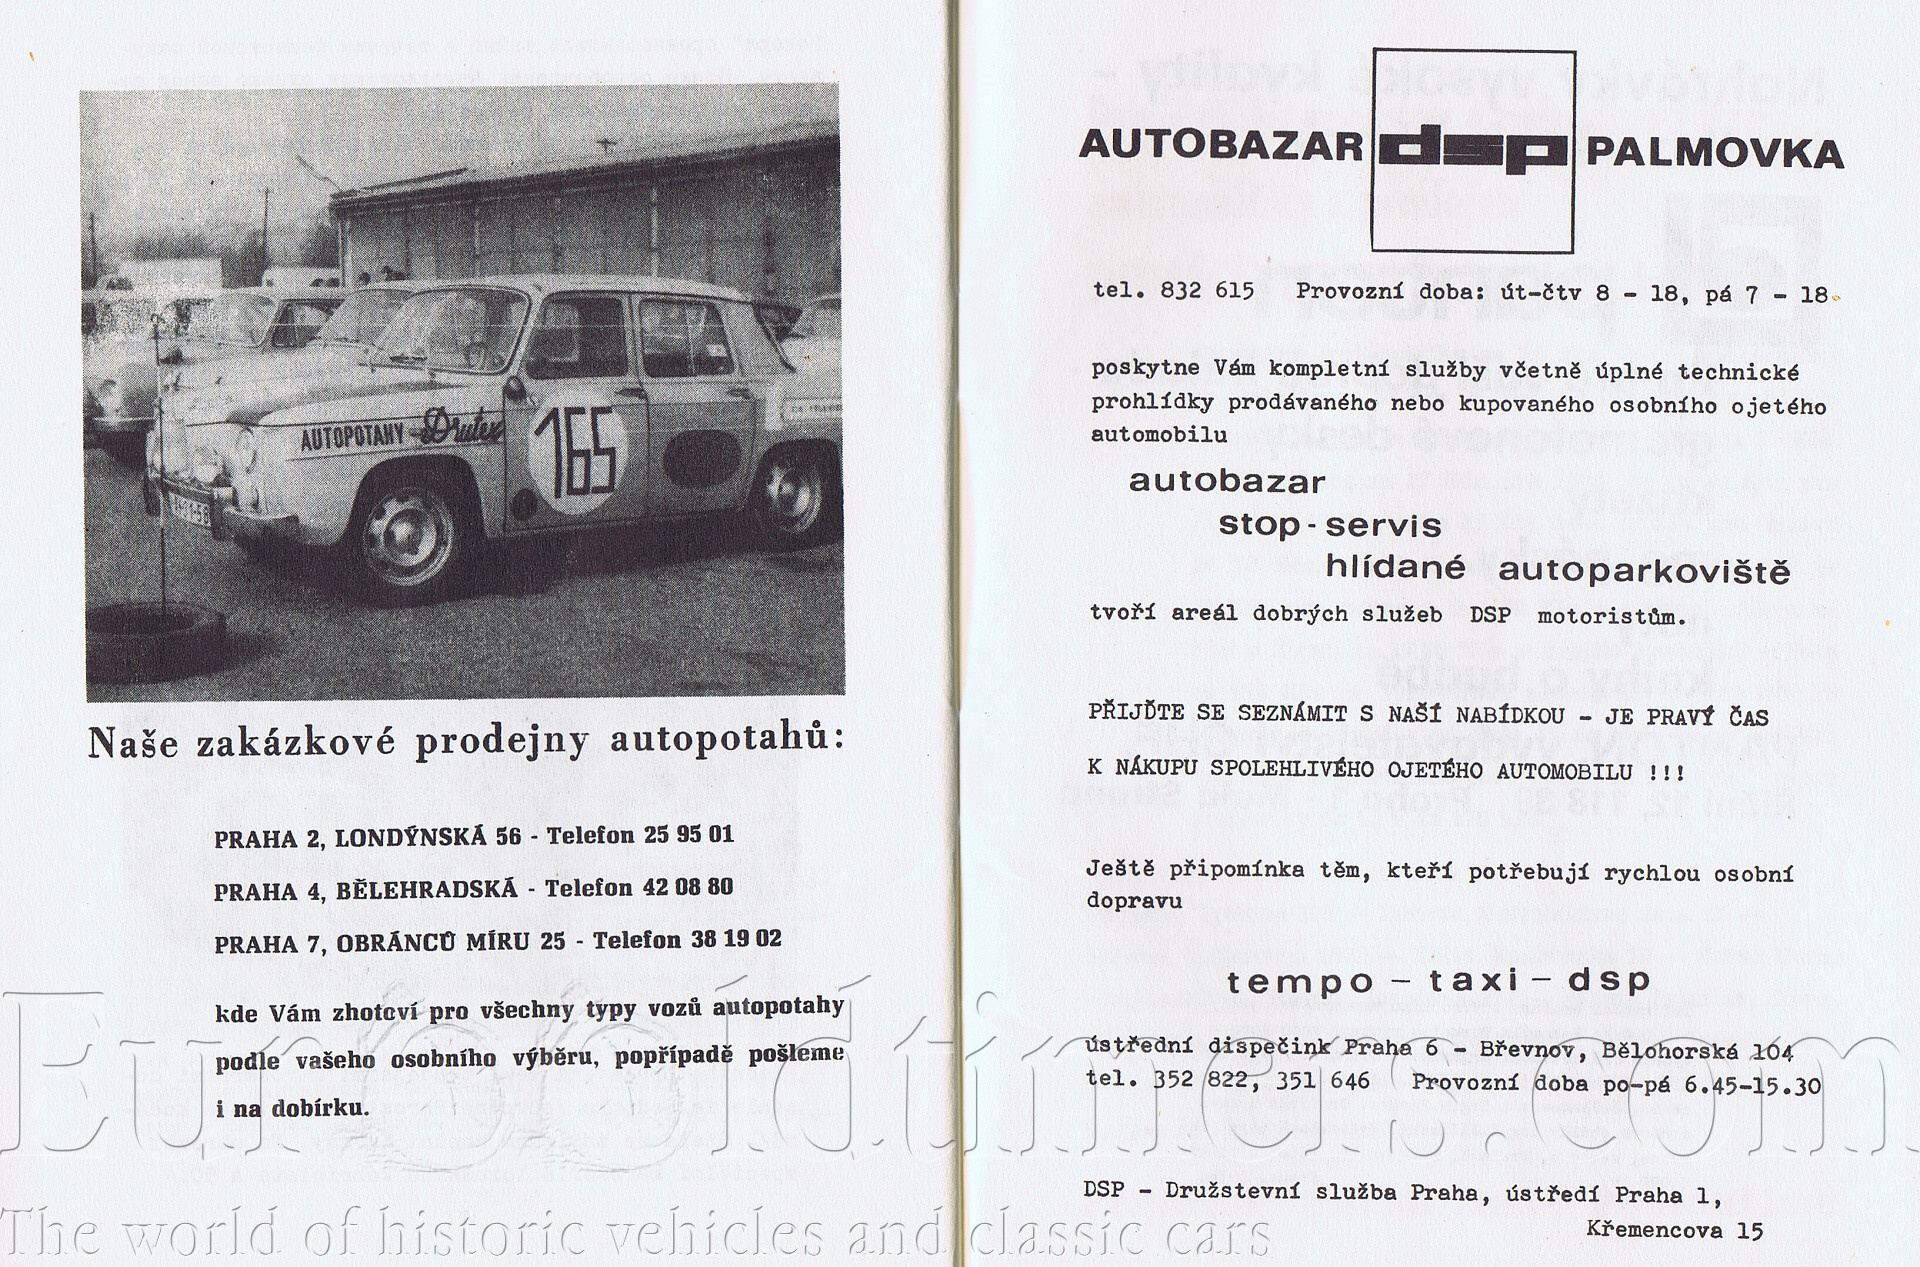 AUTOPOTAHY Drutex
165
Naše zakázkové prodejny autopotahů:
PRAHA 2, LONDÝNSKÁ 56 - Telefon 25 95 01
PRAHA 4, BĚLEHRADSKÁ - Telefon 42 08 80
PRAHA 7, OBRÁNCŮ MÍRU 25 - Telefon 38 19 02
kde Vám zhotoví pro všechny typy vozů autopotahy
podle vašeho osobního výběru, popřípadě pošleme
i na dobírku.
AUTOBAZAR dsp PALMOVKA
tel. 832 615 Provozní doba: út-čtv 8 - 18, pá 7 - 18
poskytne Vám kompletní služby včetně úplné technické
prohlídky prodávaného nebo kupovaného osobního ojetého
automobilu
autobazar
stop - servis
hlídané autoparkoviště
tvoří areál dobrých služeb DSP motoristům.
PŘIJĎTE SE SEZNÁMIT S NAŠÍ NABÍDKOU - JE PRAVÝ ČAS
K NÁKUPU SPOLEHLIVÉHO OJETÉHO AUTOMOBILU !!!
Ještě připomínka těm, kteří potřebují rychlou osobní
dopravu
tempo - taxi - dsp
ústřední dispečink Praha 6 - Břevnov, Bělohorská 104
tel. 352 822, 351 646 Provozní doba po-pá 6.45-15.30
DSP - Družstevní služba Praha, ústředí Praha 1,
Křemencova 15
EuroOldtimers.com
The world of historic vehicles and classic cars